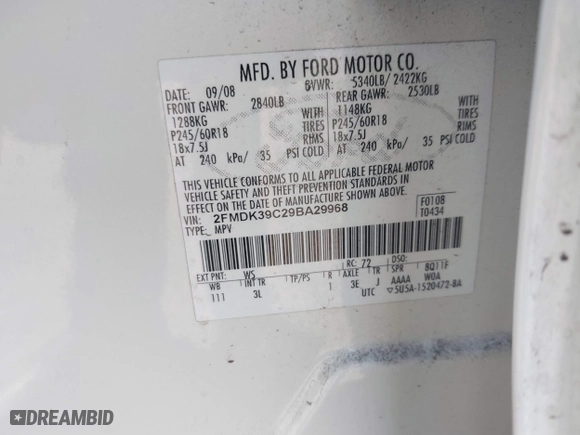 MFD. BY FORD MOTOR CO.
DATE: 09/08 GVWR: 5340LB/ 2422KG
FRONT GAWR: 2840LB REAR GAWR: 2530LB
1288KG WITH 1148KG WITH
P245/60R18 TIRES P245/60R18 TIRES
18x7.5J RIMS 18x7.5J RIMS
AT 240 kPa/ 35 PSI COLD AT 240 kPa/ 35 PSI COLD
THIS VEHICLE CONFORMS TO ALL APPLICABLE FEDERAL MOTOR
VEHICLE SAFETY AND THEFT PREVENTION STANDARDS IN
EFFECT ON THE DATE OF MANUFACTURE SHOWN ABOVE.
VIN: 2FMDK39C29BA29968 F0108
TYPE: MPV T0434
EXT PNT: WS RC: 72 DSO:
WB INT TR TP/PS R AXLE TR SPR 8Q11F
111 3L 1 3E J AAAA W0A
UTC ▽5U5A-1520472-BA
DREAMBID